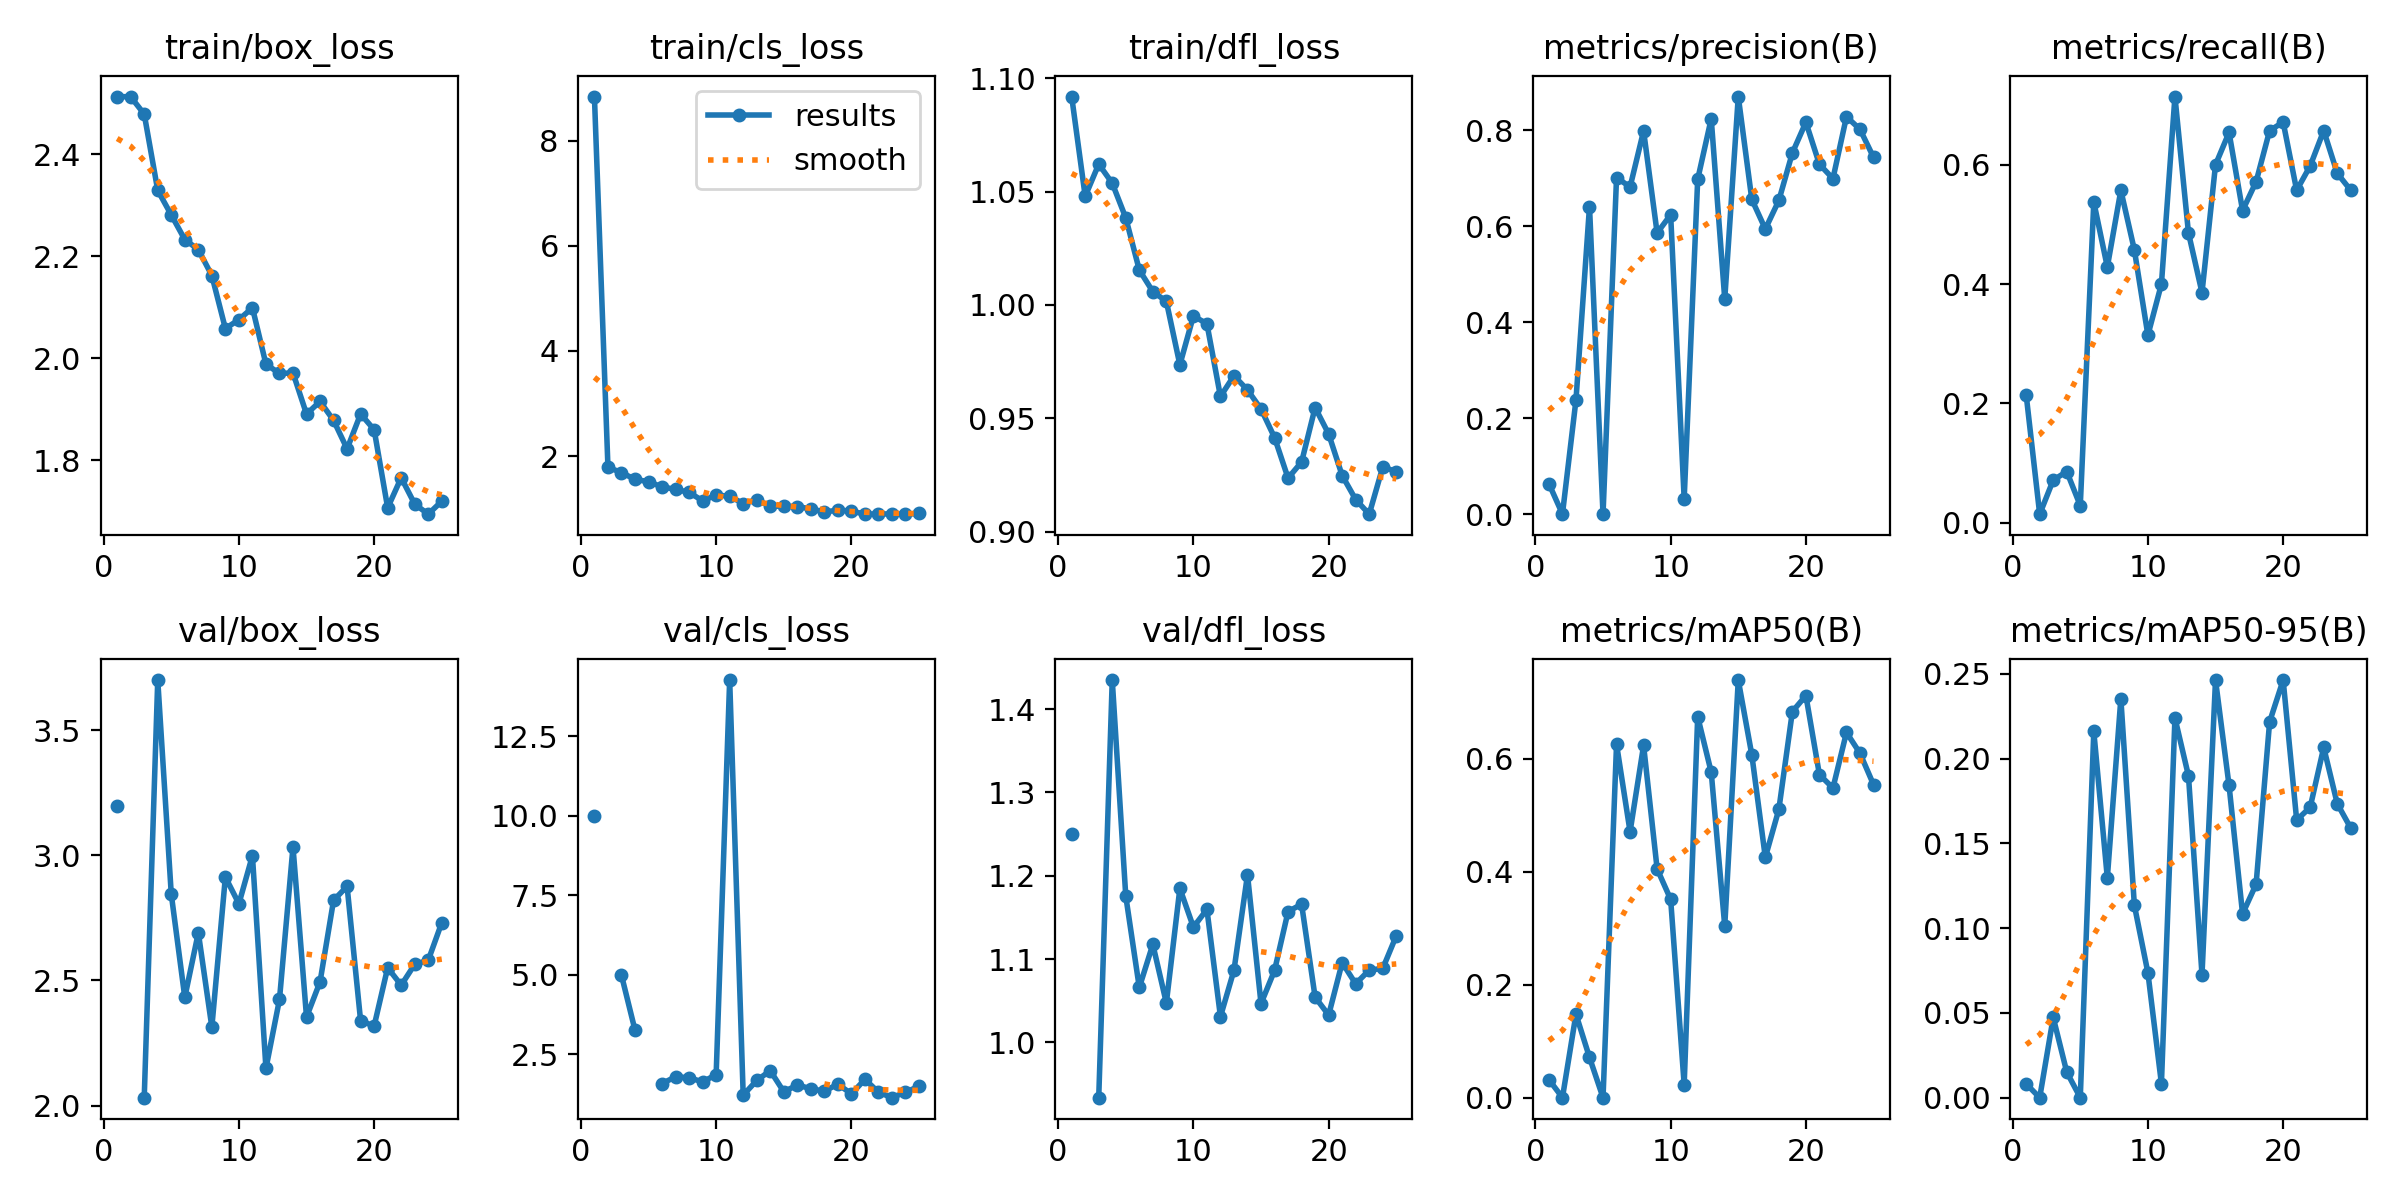 train/box_loss
2.4
2.2
2.0
1.8
0 10 20
train/cls_loss
results
smooth
8
6
4
2
0 10 20
train/dfl_loss
1.10
1.05
1.00
0.95
0.90
0 10 20
metrics/precision(B)
0.8
0.6
0.4
0.2
0.0
0 10 20
metrics/recall(B)
0.6
0.4
0.2
0.0
0 10 20
val/box_loss
3.5
3.0
2.5
2.0
0 10 20
val/cls_loss
12.5
10.0
7.5
5.0
2.5
0 10 20
val/dfl_loss
1.4
1.3
1.2
1.1
1.0
0 10 20
metrics/mAP50(B)
0.6
0.4
0.2
0.0
0 10 20
metrics/mAP50-95(B)
0.25
0.20
0.15
0.10
0.05
0.00
0 10 20